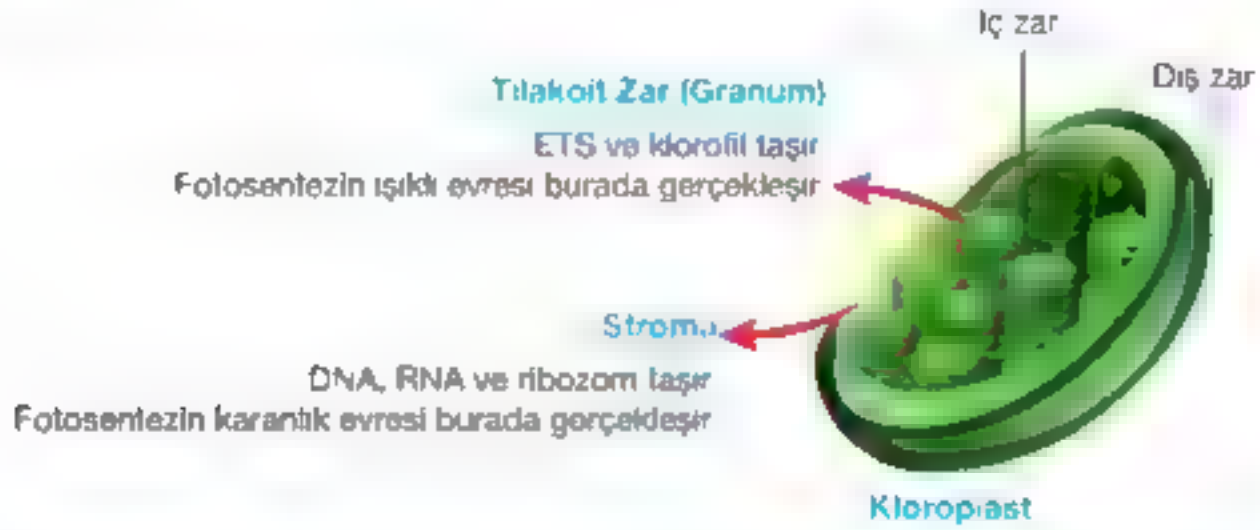 İç zar
Dış zar
Tilakoit Zar (Granum)
ETS ve klorofil taşır
Fotosentezin ışıklı evresi burada gerçekleşir
Stroma
DNA, RNA ve ribozom taşır
Fotosentezin karanlık evresi burada gerçekleşir
Kloroplast